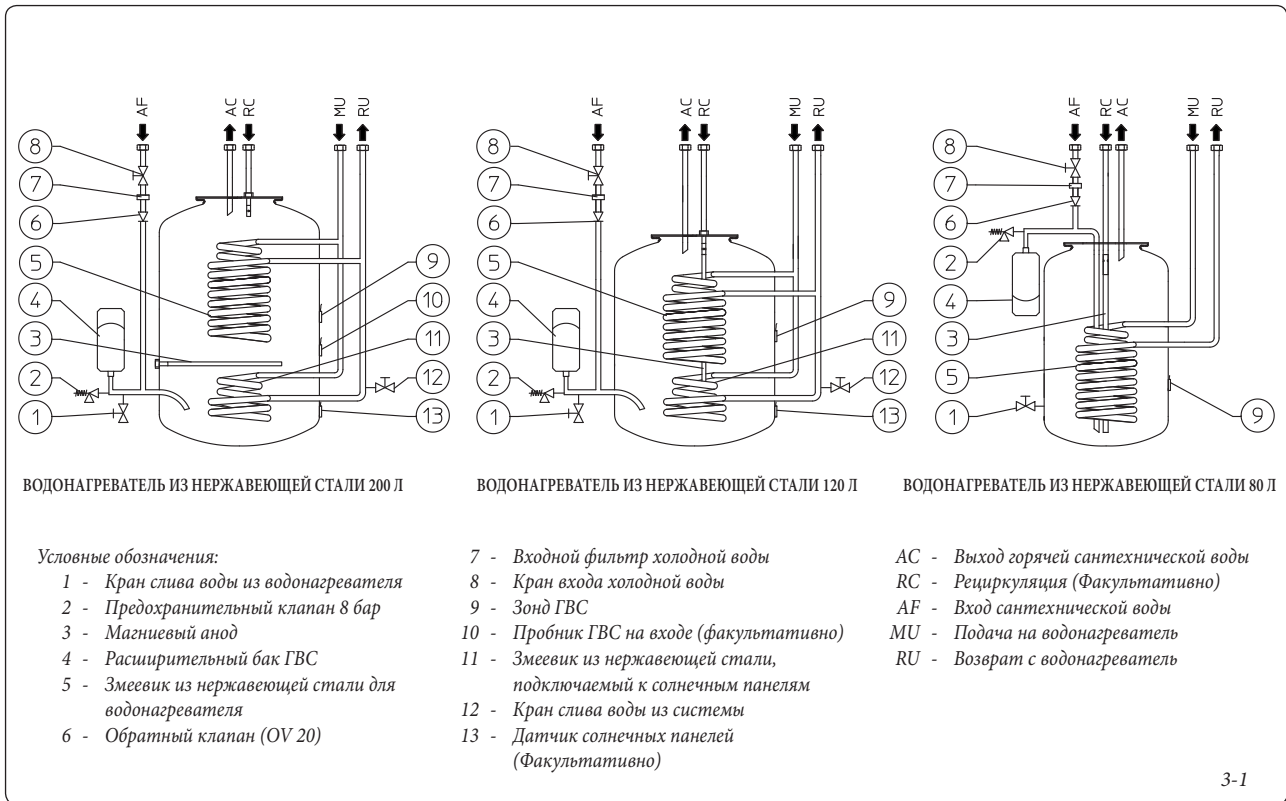 AF
AC
RC
MU
RU
8
7
6
5
4
3
2
1
9
10
11
12
13
AF
AC
RC
MU
RU
8
7
6
5
4
3
2
1
9
11
12
13
AF
RC
AC
MU
RU
8
7
6
2
4
3
5
1
9
ВОДОНАГРЕВАТЕЛЬ ИЗ НЕРЖАВЕЮЩЕЙ СТАЛИ 200 Л
ВОДОНАГРЕВАТЕЛЬ ИЗ НЕРЖАВЕЮЩЕЙ СТАЛИ 120 Л
ВОДОНАГРЕВАТЕЛЬ ИЗ НЕРЖАВЕЮЩЕЙ СТАЛИ 80 Л
Условные обозначения:
1 - Кран слива воды из водонагревателя
2 - Предохранительный клапан 8 бар
3 - Магниевый анод
4 - Расширительный бак ГВС
5 - Змеевик из нержавеющей стали для
водонагревателя
6 - Обратный клапан (OV 20)
7 - Входной фильтр холодной воды
8 - Кран входа холодной воды
9 - Зонд ГВС
10 - Пробник ГВС на входе (факультативно)
11 - Змеевик из нержавеющей стали,
подключаемый к солнечным панелям
12 - Кран слива воды из системы
13 - Датчик солнечных панелей
(Факультативно)
AC - Выход горячей сантехнической воды
RC - Рециркуляция (Факультативно)
AF - Вход сантехнической воды
MU - Подача на водонагреватель
RU - Возврат с водонагреватель
3-1